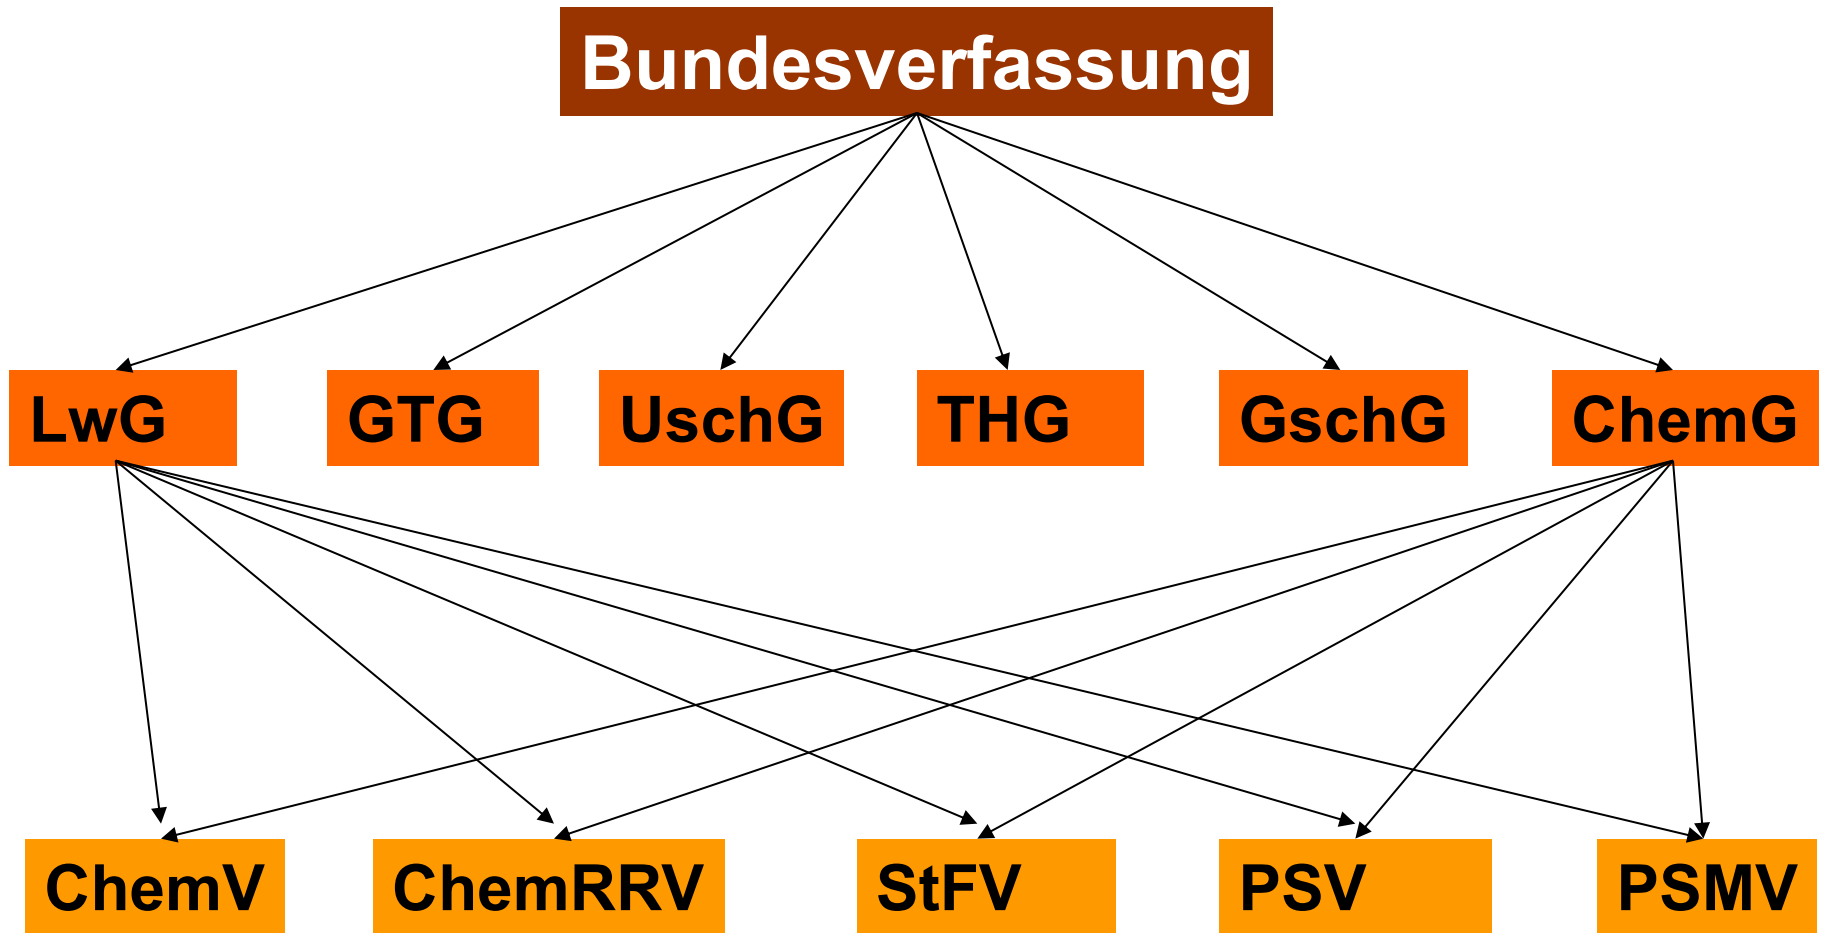 Bundesverfassung
LwG
GTG
UschG
THG
GschG
ChemG
ChemV
ChemRRV
StFV
PSV
PSMV